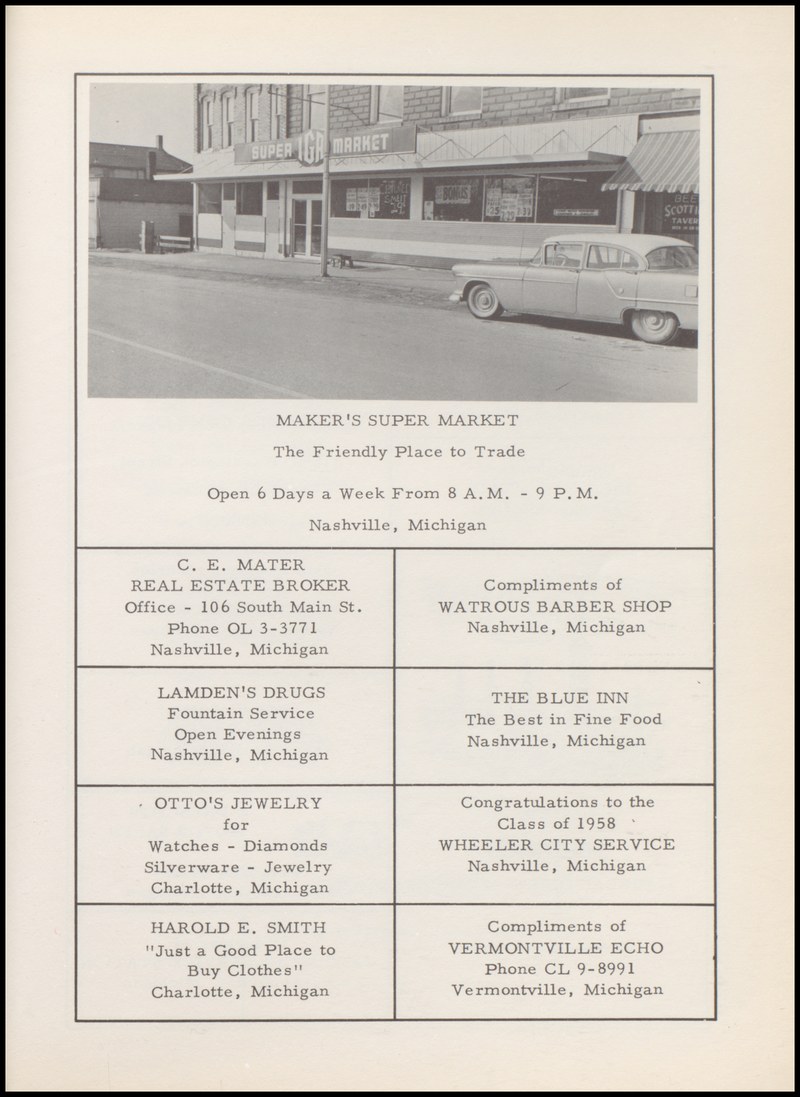 SUPER IGA MARKET
BONUS
BEE
SCOTTI
TAVER
MAKER'S SUPER MARKET
The Friendly Place to Trade
Open 6 Days a Week From 8 A.M. - 9 P.M.
Nashville, Michigan
C. E. MATER
REAL ESTATE BROKER
Office - 106 South Main St.
Phone OL 3-3771
Nashville, Michigan
Compliments of
WATROUS BARBER SHOP
Nashville, Michigan
LAMDEN'S DRUGS
Fountain Service
Open Evenings
Nashville, Michigan
THE BLUE INN
The Best in Fine Food
Nashville, Michigan
OTTO'S JEWELRY
for
Watches - Diamonds
Silverware - Jewelry
Charlotte, Michigan
Congratulations to the
Class of 1958
WHEELER CITY SERVICE
Nashville, Michigan
HAROLD E. SMITH
"Just a Good Place to
Buy Clothes"
Charlotte, Michigan
Compliments of
VERMONTVILLE ECHO
Phone CL 9-8991
Vermontville, Michigan